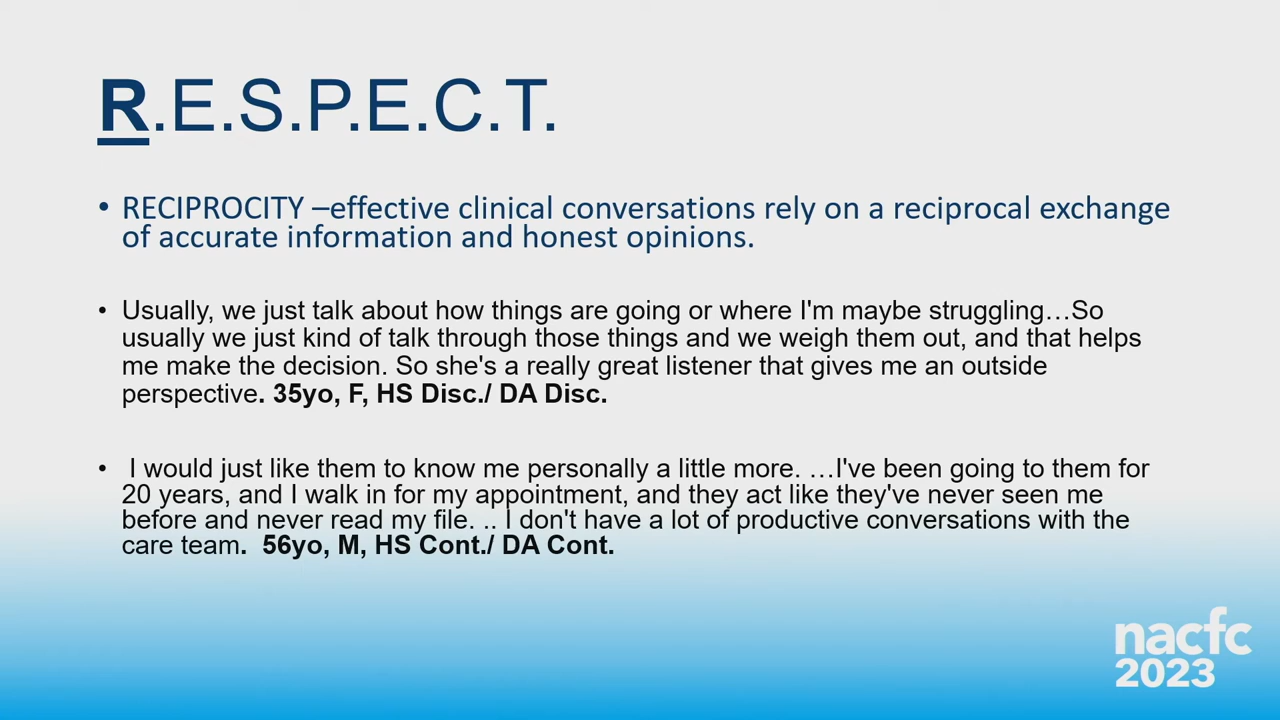 R.E.S.P.E.C.T.
• RECIPROCITY –effective clinical conversations rely on a reciprocal exchange
of accurate information and honest opinions.
• Usually, we just talk about how things are going or where I'm maybe struggling…So
usually we just kind of talk through those things and we weigh them out, and that helps
me make the decision. So she's a really great listener that gives me an outside
perspective. 35yo, F, HS Disc./ DA Disc.
• I would just like them to know me personally a little more. …I've been going to them for
20 years, and I walk in for my appointment, and they act like they've never seen me
before and never read my file. .. I don't have a lot of productive conversations with the
care team. 56yo, M, HS Cont./ DA Cont.
nacfc
2023